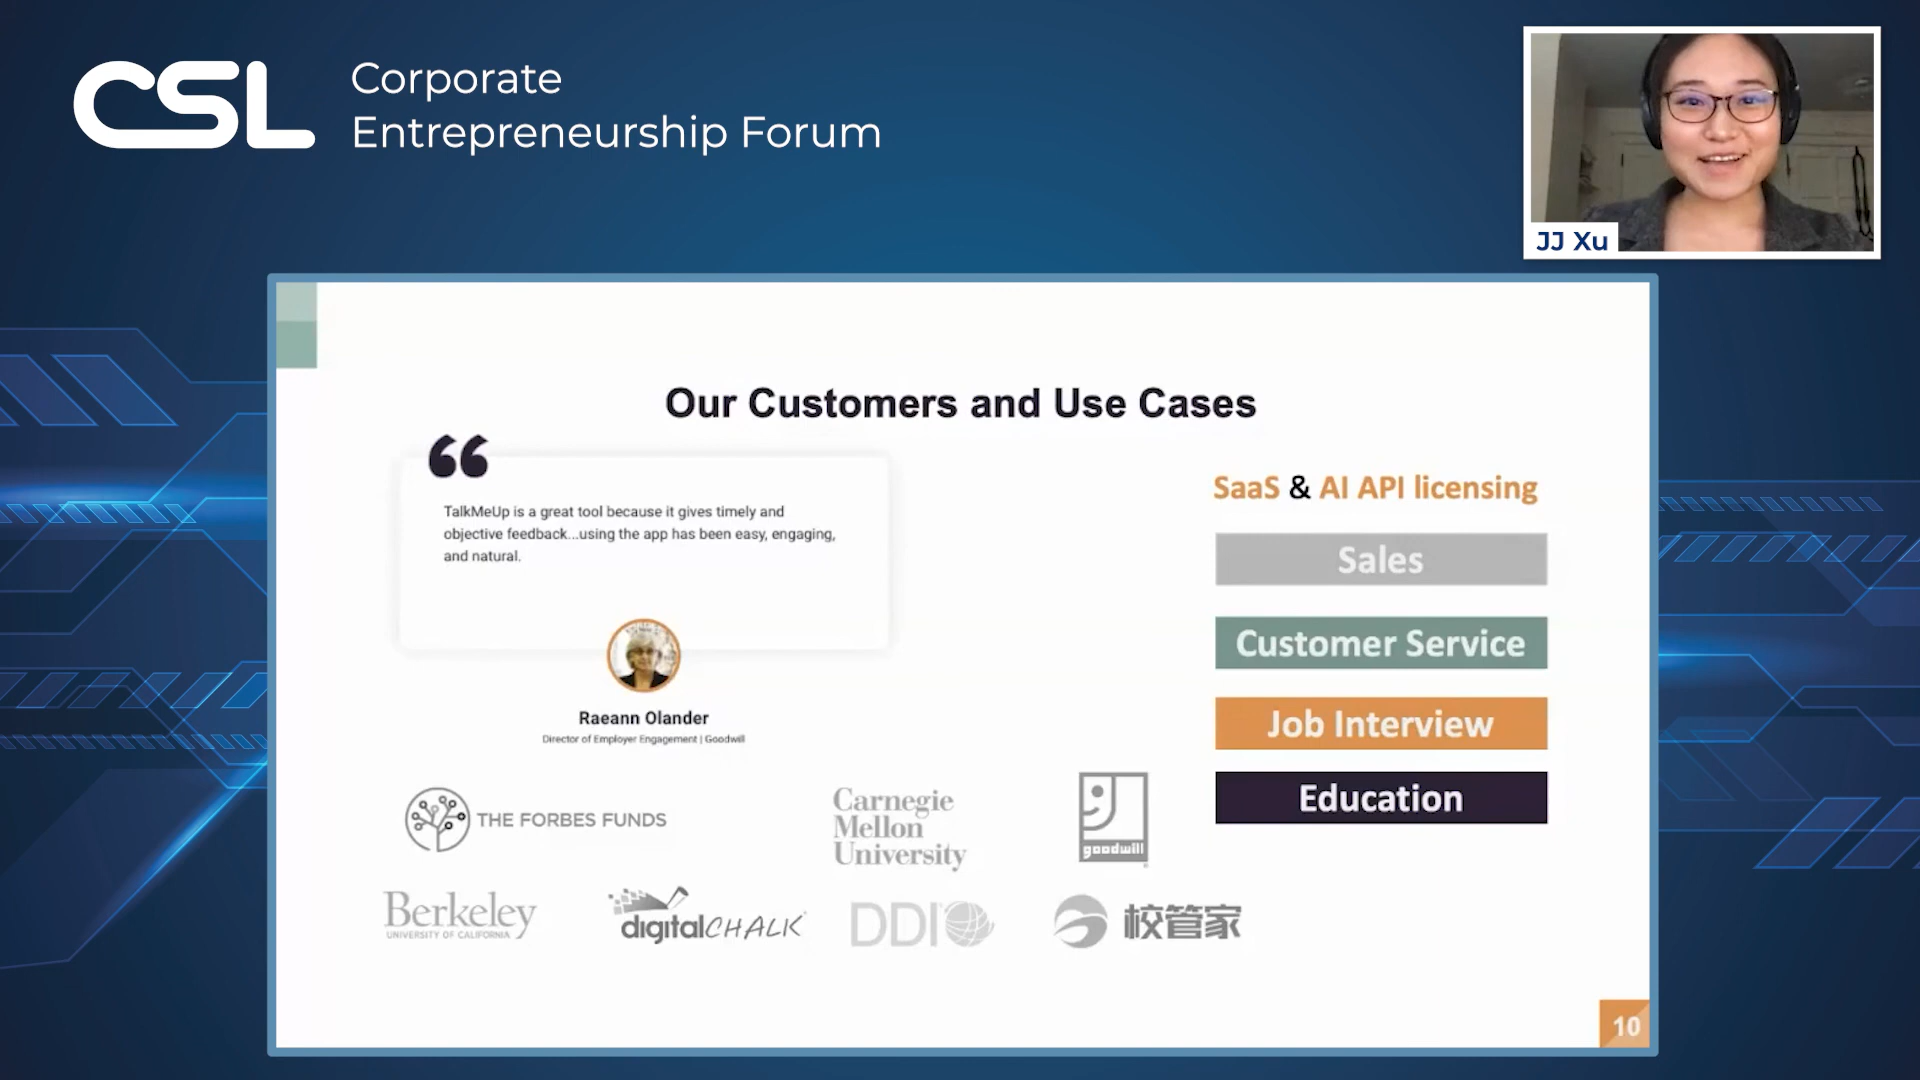 CSL
Corporate
Entrepreneurship Forum
JJ Xu
Our Customers and Use Cases
“
TalkMeUp is a great tool because it gives timely and
objective feedback...using the app has been easy, engaging,
and natural.
Raeann Olander
Director of Employer Engagement | Goodwill
SaaS & AI API licensing
Sales
Customer Service
Job Interview
Education
THE FORBES FUNDS
Carnegie
Mellon
University
goodwill
Berkeley
UNIVERSITY OF CALIFORNIA
digitalCHALK
DDI
校管家
10